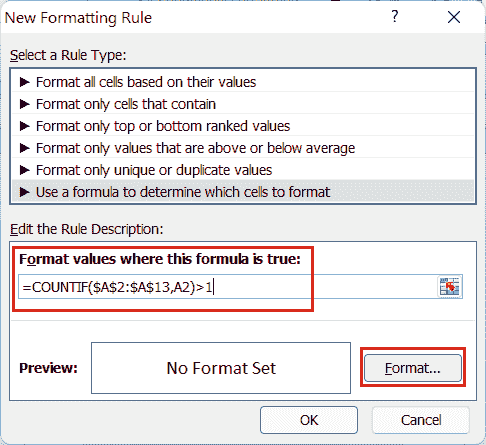 New Formatting Rule
?
Select a Rule Type:
► Format all cells based on their values
► Format only cells that contain
► Format only top or bottom ranked values
► Format only values that are above or below average
► Format only unique or duplicate values
► Use a formula to determine which cells to format
Edit the Rule Description:
Format values where this formula is true:
=COUNTIF($A$2:$A$13,A2)>1
Preview:
No Format Set
Format...
OK
Cancel